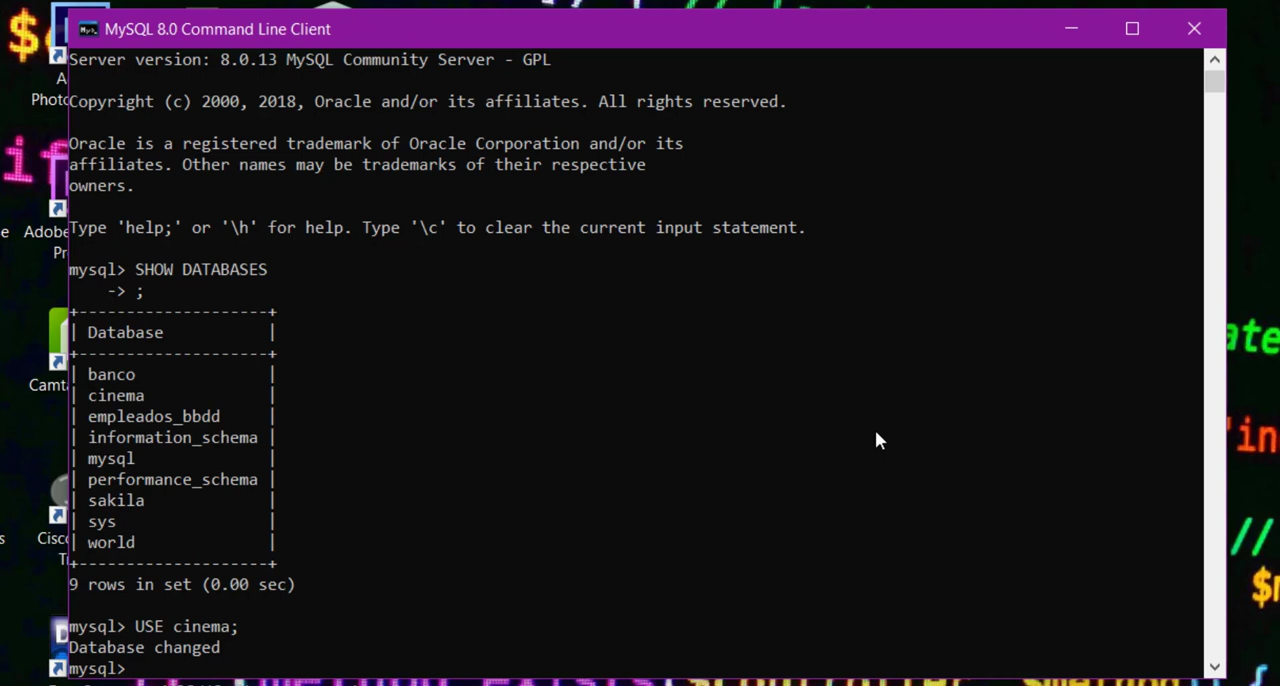 MySQL 8.0 Command Line Client
Server version: 8.0.13 MySQL Community Server - GPL
Copyright (c) 2000, 2018, Oracle and/or its affiliates. All rights reserved.
Oracle is a registered trademark of Oracle Corporation and/or its
affiliates. Other names may be trademarks of their respective
owners.
Type 'help;' or '\h' for help. Type '\c' to clear the current input statement.
mysql> SHOW DATABASES
    -> ;
+--------------------+
| Database           |
+--------------------+
| banco              |
| cinema             |
| empleados_bbdd     |
| information_schema |
| mysql              |
| performance_schema |
| sakila             |
| sys                |
| world              |
+--------------------+
9 rows in set (0.00 sec)
mysql> USE cinema;
Database changed
mysql>
Adobe
if
//